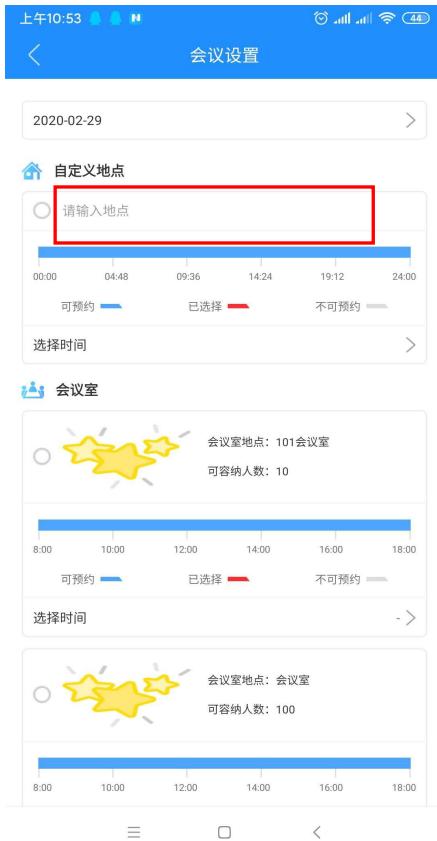 上午10:53 N 44
会议设置
2020-02-29
自定义地点
请输入地点
00:00 04:48 09:36 14:24 19:12 24:00
可预约 已选择 不可预约
选择时间
会议室
会议室地点：101会议室
可容纳人数：10
8:00 10:00 12:00 14:00 16:00 18:00
可预约 已选择 不可预约
选择时间 -
会议室地点：会议室
可容纳人数：100
8:00 10:00 12:00 14:00 16:00 18:00